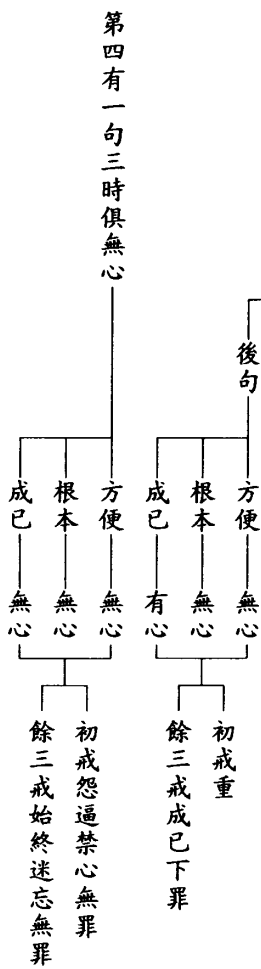 後句
方便　無心
根本　無心
成已　有心
初戒重
餘三戒成已下罪
第四有一句三時俱無心
方便　無心
根本　無心
成已　無心
初戒怨逼禁心無罪
餘三戒始終迷忘無罪